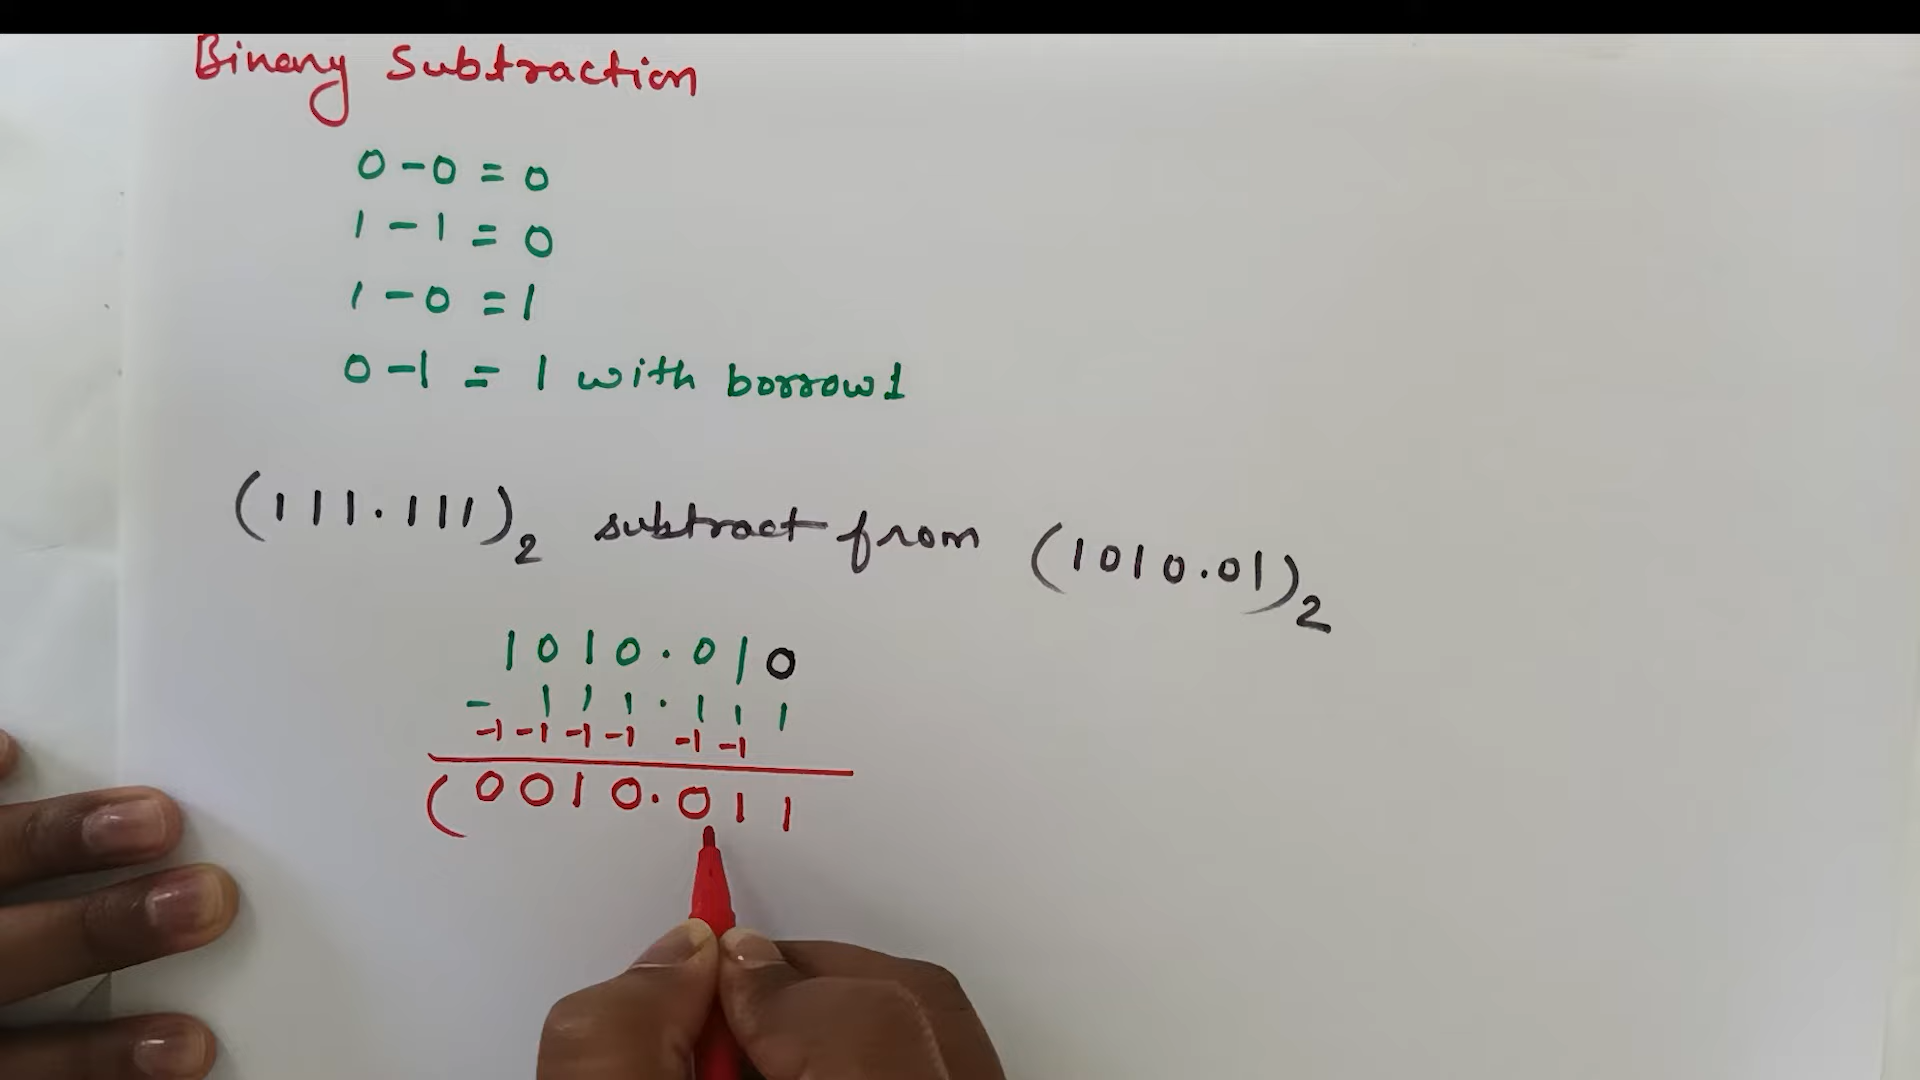 Binary Subtraction
0 - 0 = 0
1 - 1 = 0
1 - 0 = 1
0 - 1 = 1 with borrow 1
(111.111)₂ subtract from (1010.01)₂
1010.010
- 111.111
-1 -1 -1 -1 -1 -1
(0010.011